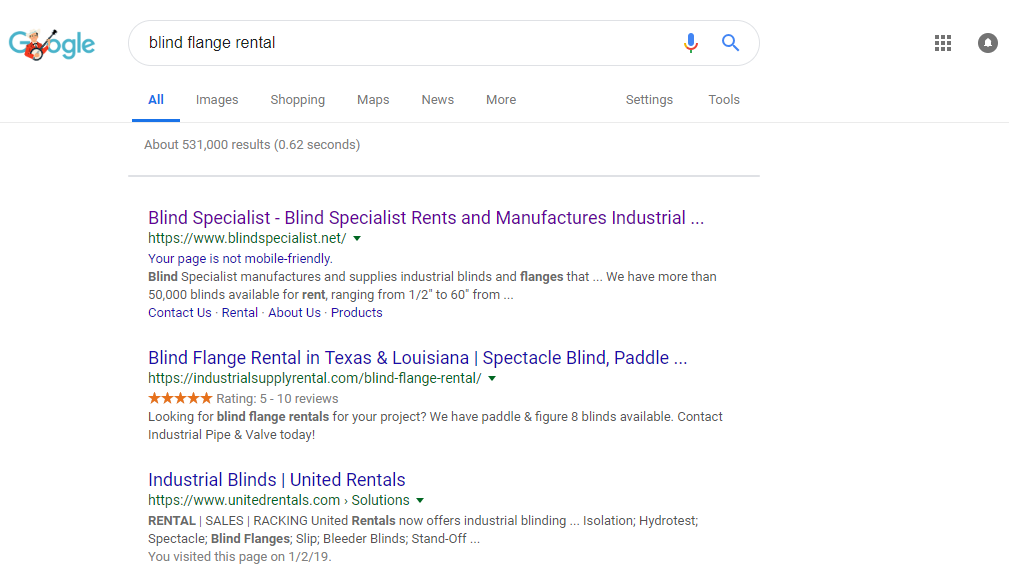 Google
blind flange rental
All Images Shopping Maps News More Settings Tools
About 531,000 results (0.62 seconds)
Blind Specialist - Blind Specialist Rents and Manufactures Industrial ...
https://www.blindspecialist.net/
Your page is not mobile-friendly.
Blind Specialist manufactures and supplies industrial blinds and flanges that ... We have more than
50,000 blinds available for rent, ranging from 1/2" to 60" from ...
Contact Us · Rental · About Us · Products
Blind Flange Rental in Texas & Louisiana | Spectacle Blind, Paddle ...
https://industrialsupplyrental.com/blind-flange-rental/
Rating: 5 - 10 reviews
Looking for blind flange rentals for your project? We have paddle & figure 8 blinds available. Contact
Industrial Pipe & Valve today!
Industrial Blinds | United Rentals
https://www.unitedrentals.com › Solutions
RENTAL | SALES | RACKING United Rentals now offers industrial blinding ... Isolation; Hydrotest;
Spectacle; Blind Flanges; Slip; Bleeder Blinds; Stand-Off ...
You visited this page on 1/2/19.